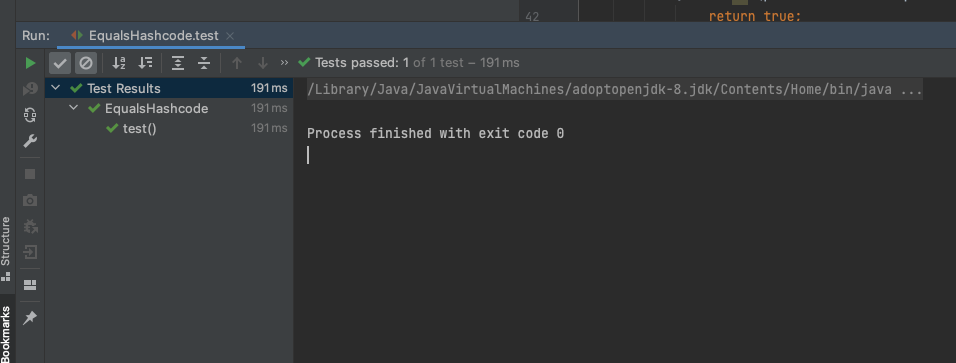 42 return true;
Run: EqualsHashcode.test
Tests passed: 1 of 1 test – 191 ms
Test Results 191 ms
EqualsHashcode 191 ms
test() 191 ms
/Library/Java/JavaVirtualMachines/adoptopenjdk-8.jdk/Contents/Home/bin/java ...
Process finished with exit code 0
Structure
Bookmarks